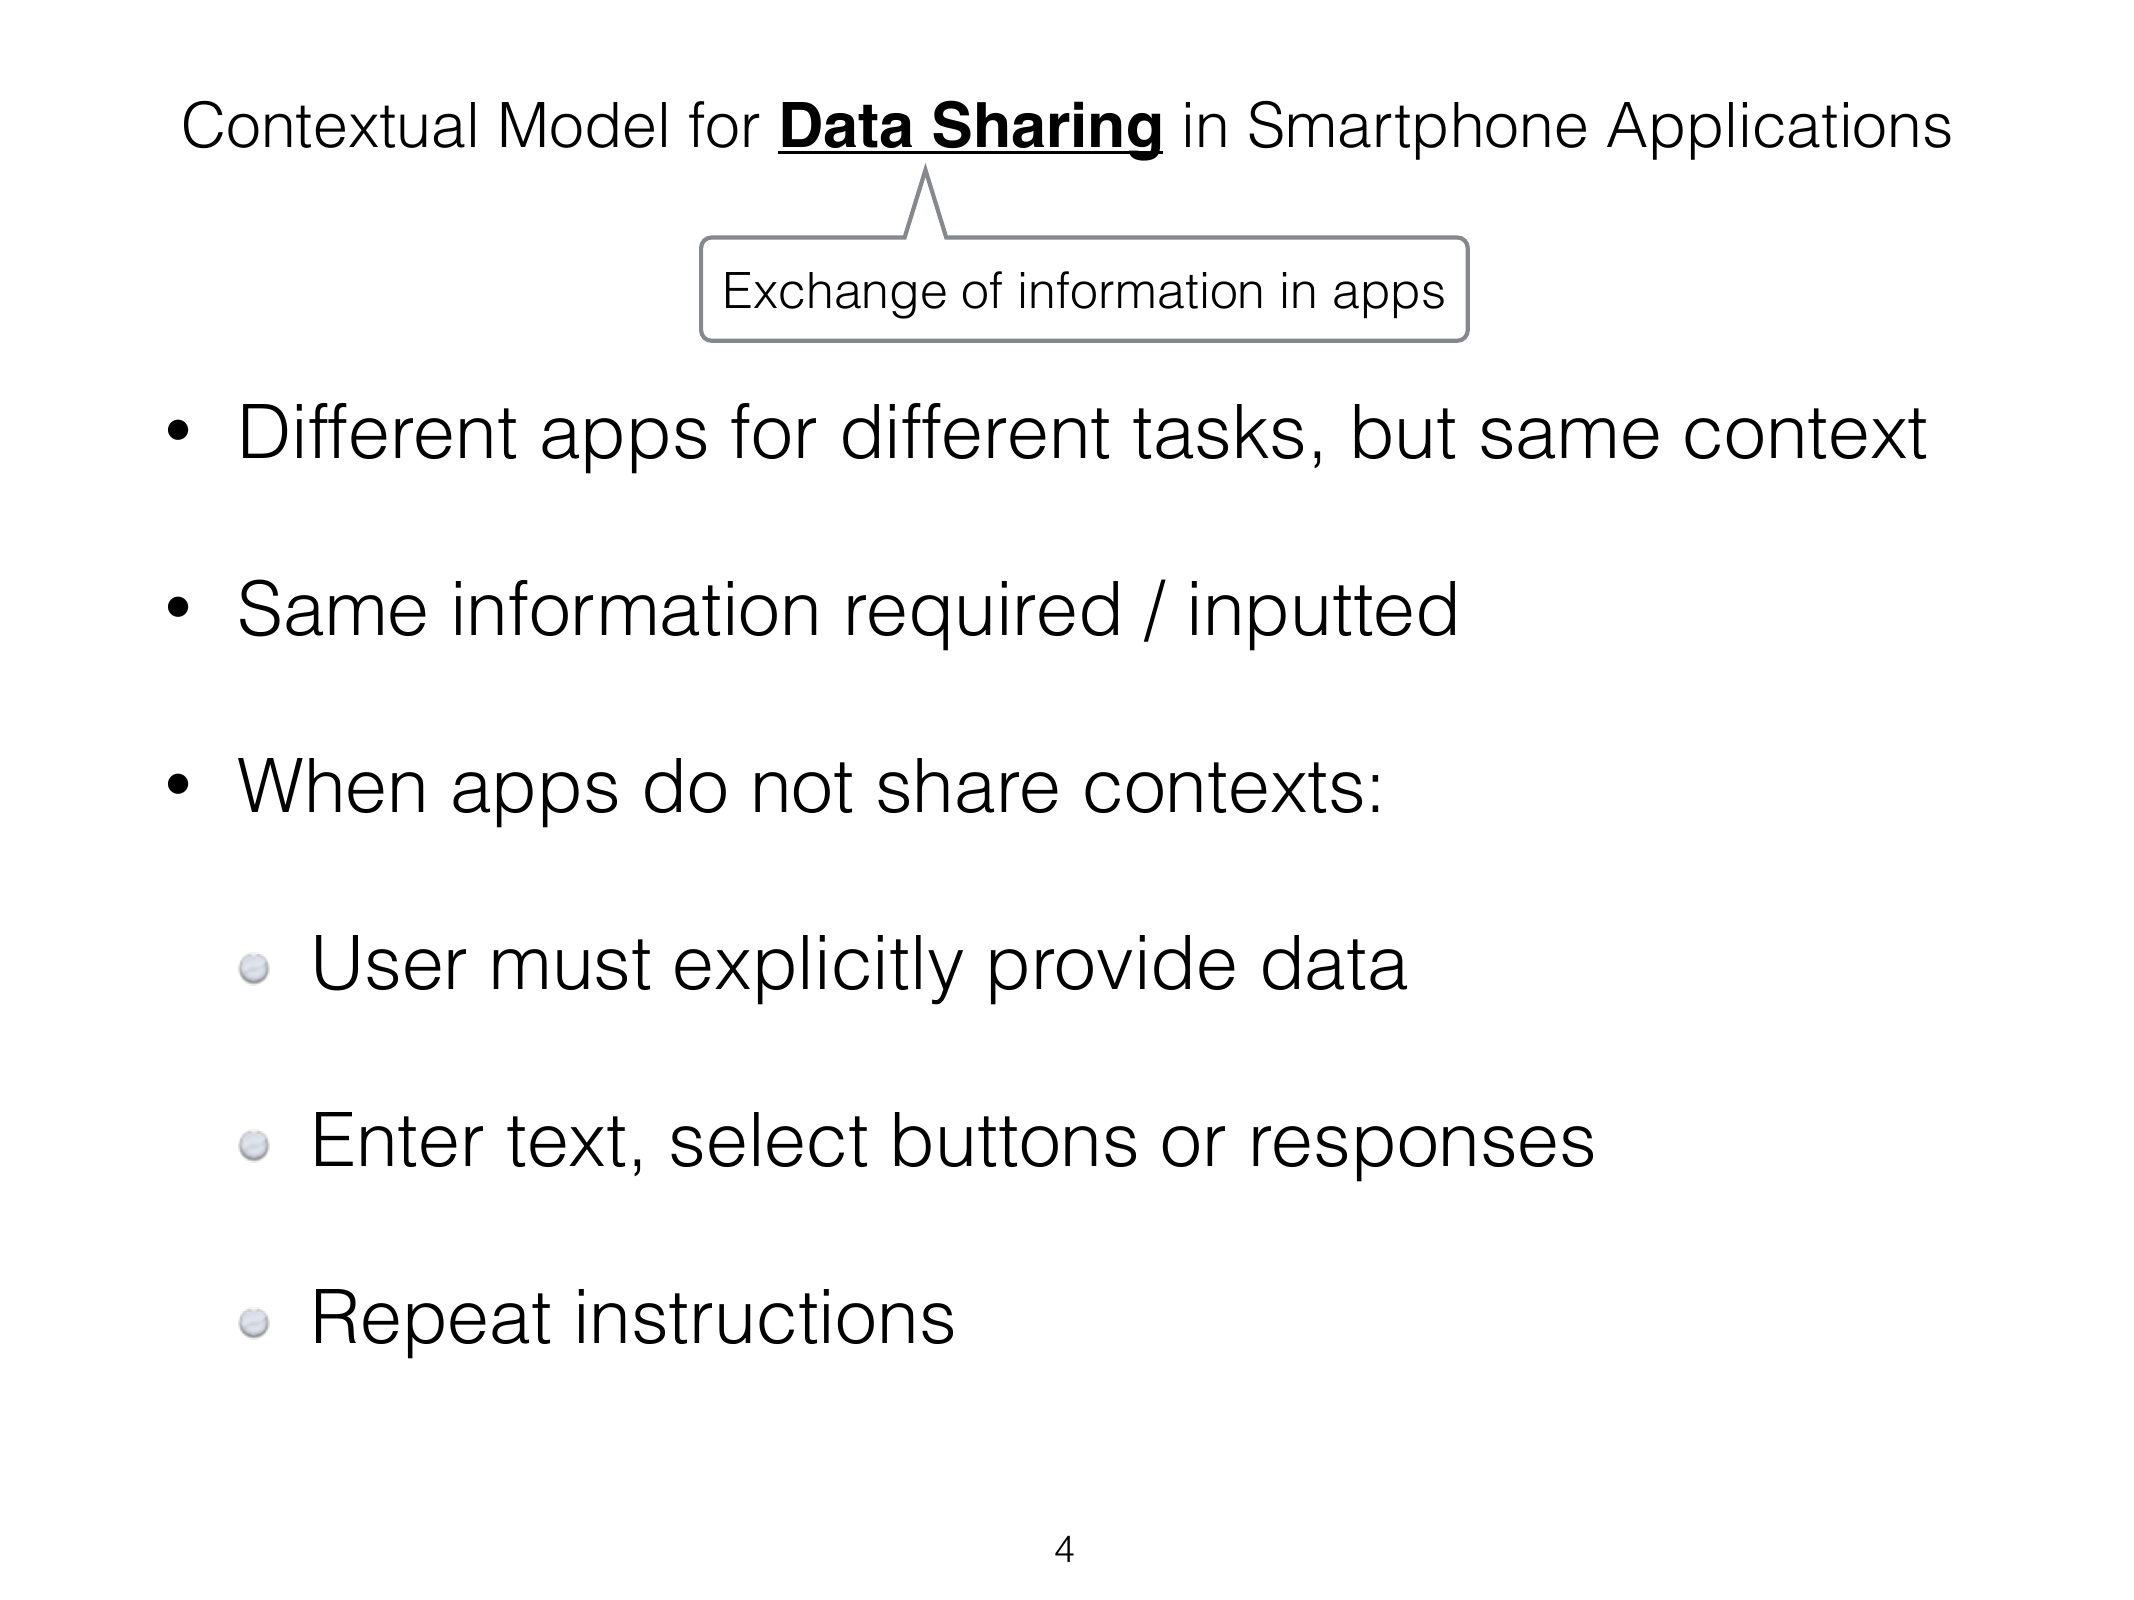 Contextual Model for Data Sharing in Smartphone Applications
Exchange of information in apps
• Different apps for different tasks, but same context
• Same information required / inputted
• When apps do not share contexts:
User must explicitly provide data
Enter text, select buttons or responses
Repeat instructions
4